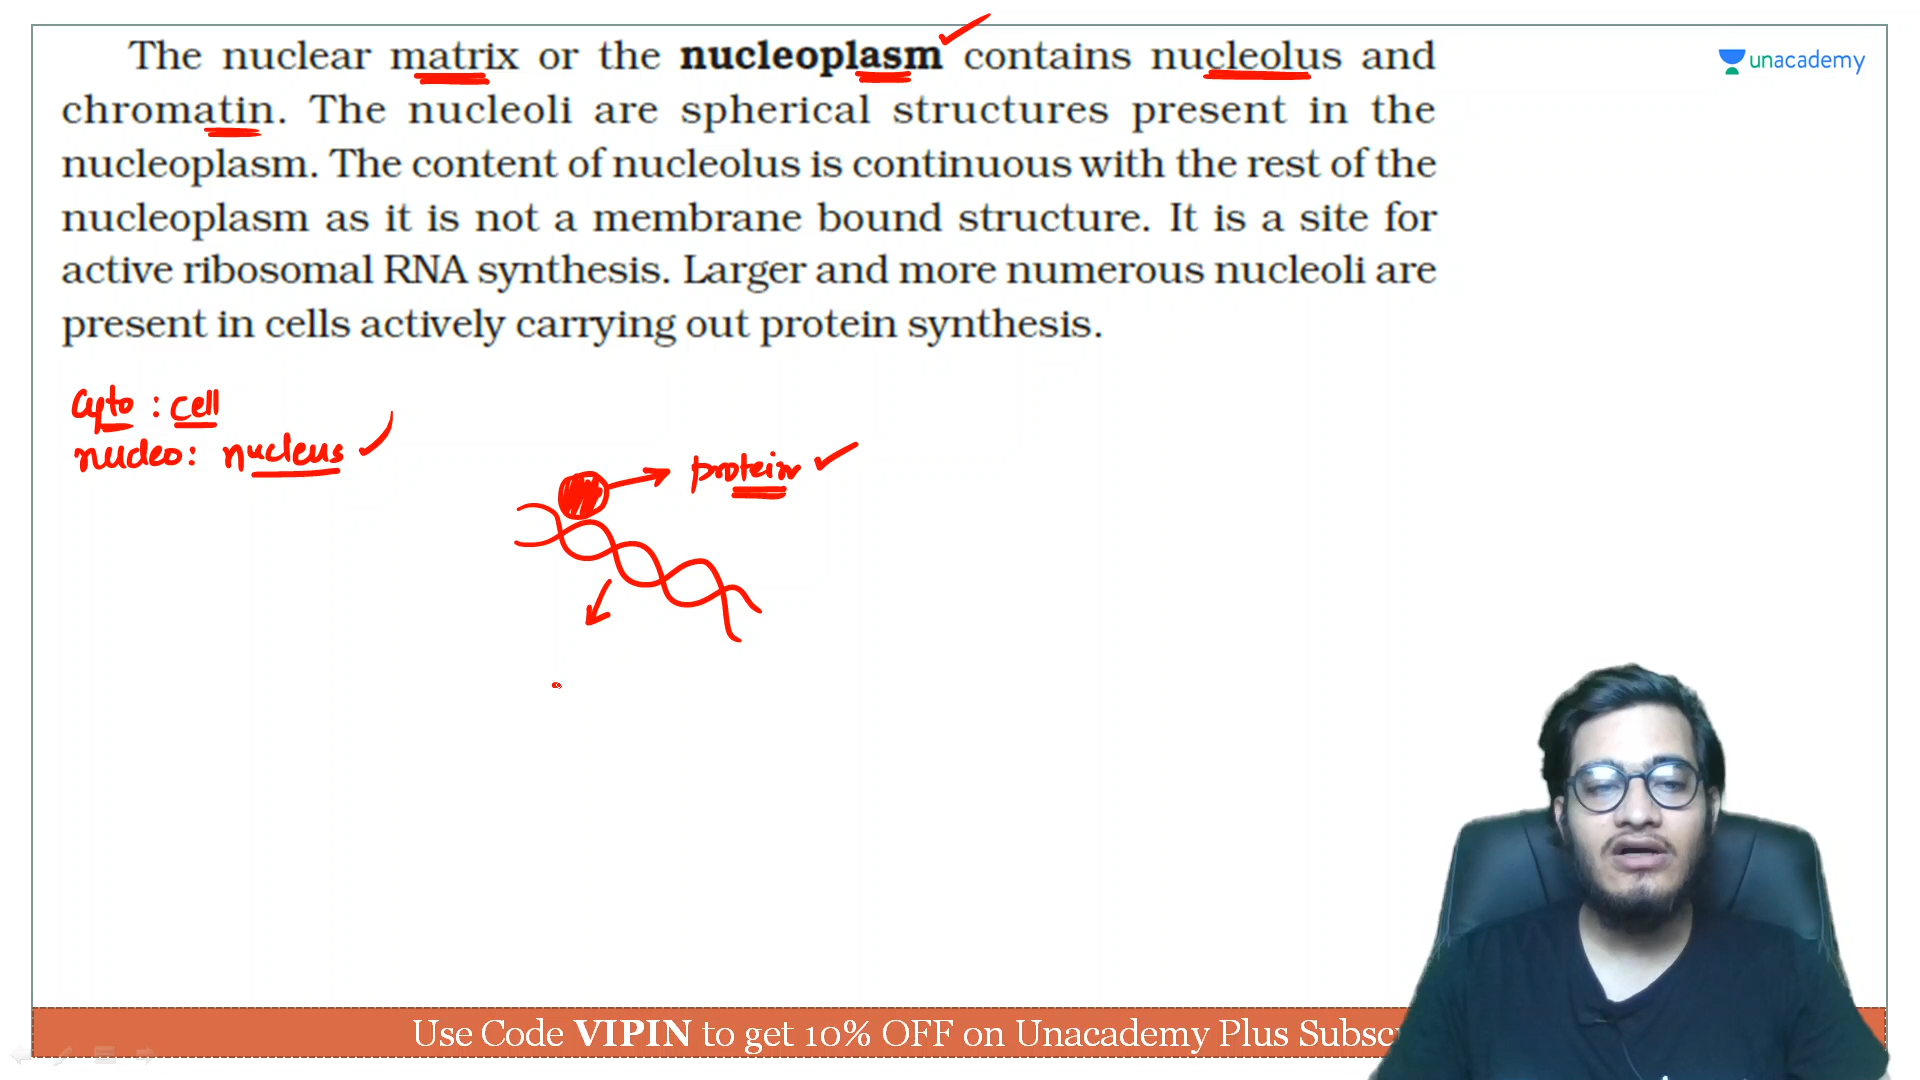 The nuclear matrix or the nucleoplasm contains nucleolus and
chromatin. The nucleoli are spherical structures present in the
nucleoplasm. The content of nucleolus is continuous with the rest of the
nucleoplasm as it is not a membrane bound structure. It is a site for
active ribosomal RNA synthesis. Larger and more numerous nucleoli are
present in cells actively carrying out protein synthesis.
unacademy
Cyto : cell
nucleo: nucleus
protein
Use Code VIPIN to get 10% OFF on Unacademy Plus